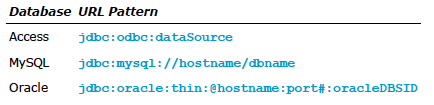 Database URL Pattern
Access jdbc:odbc:dataSource
MySQL jdbc:mysql://hostname/dbname
Oracle jdbc:oracle:thin:@hostname:port#:oracleDBSID